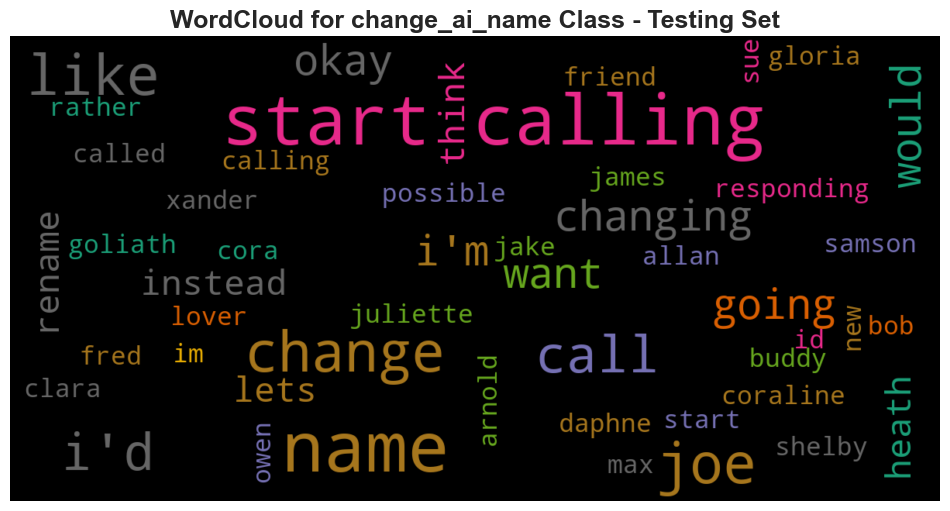 WordCloud for change_ai_name Class - Testing Set
like
okay
friend
sue
gloria
rather
start calling
think
would
called
calling
xander
possible
james
responding
changing
rename
goliath
cora
i'm
jake
allan
samson
instead
want
lover
juliette
going
new
bob
id
fred
im
change
call
buddy
clara
lets
arnold
coraline
heath
daphne
start
owen
i'd
name
max
joe
shelby